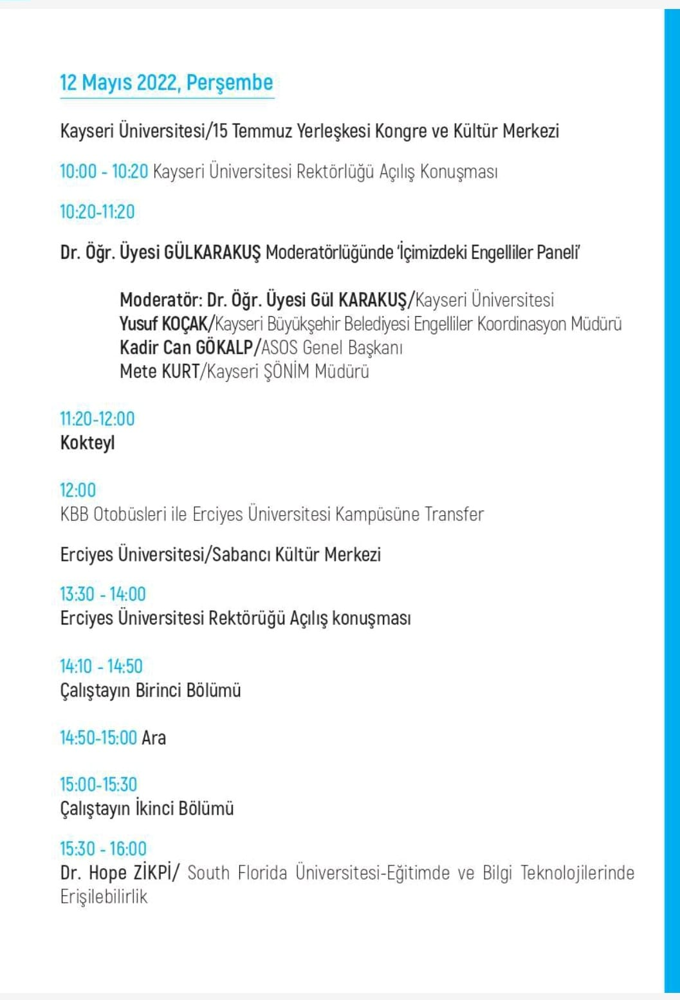 12 Mayıs 2022, Perşembe
Kayseri Üniversitesi/15 Temmuz Yerleşkesi Kongre ve Kültür Merkezi
10:00 - 10:20 Kayseri Üniversitesi Rektörlüğü Açılış Konuşması
10:20-11:20
Dr. Öğr. Üyesi GÜLKARAKUŞ Moderatörlüğünde ‘İçimizdeki Engelliler Paneli’
Moderatör: Dr. Öğr. Üyesi Gül KARAKUŞ/Kayseri Üniversitesi
Yusuf KOÇAK/Kayseri Büyükşehir Belediyesi Engelliler Koordinasyon Müdürü
Kadir Can GÖKALP/ASOS Genel Başkanı
Mete KURT/Kayseri ŞÖNİM Müdürü
11:20-12:00
Kokteyl
12:00
KBB Otobüsleri ile Erciyes Üniversitesi Kampüsüne Transfer
Erciyes Üniversitesi/Sabancı Kültür Merkezi
13:30 - 14:00
Erciyes Üniversitesi Rektörüğü Açılış konuşması
14:10 - 14:50
Çalıştayın Birinci Bölümü
14:50-15:00 Ara
15:00-15:30
Çalıştayın İkinci Bölümü
15:30 - 16:00
Dr. Hope ZİKPİ/ South Florida Üniversitesi-Eğitimde ve Bilgi Teknolojilerinde
Erişilebilirlik